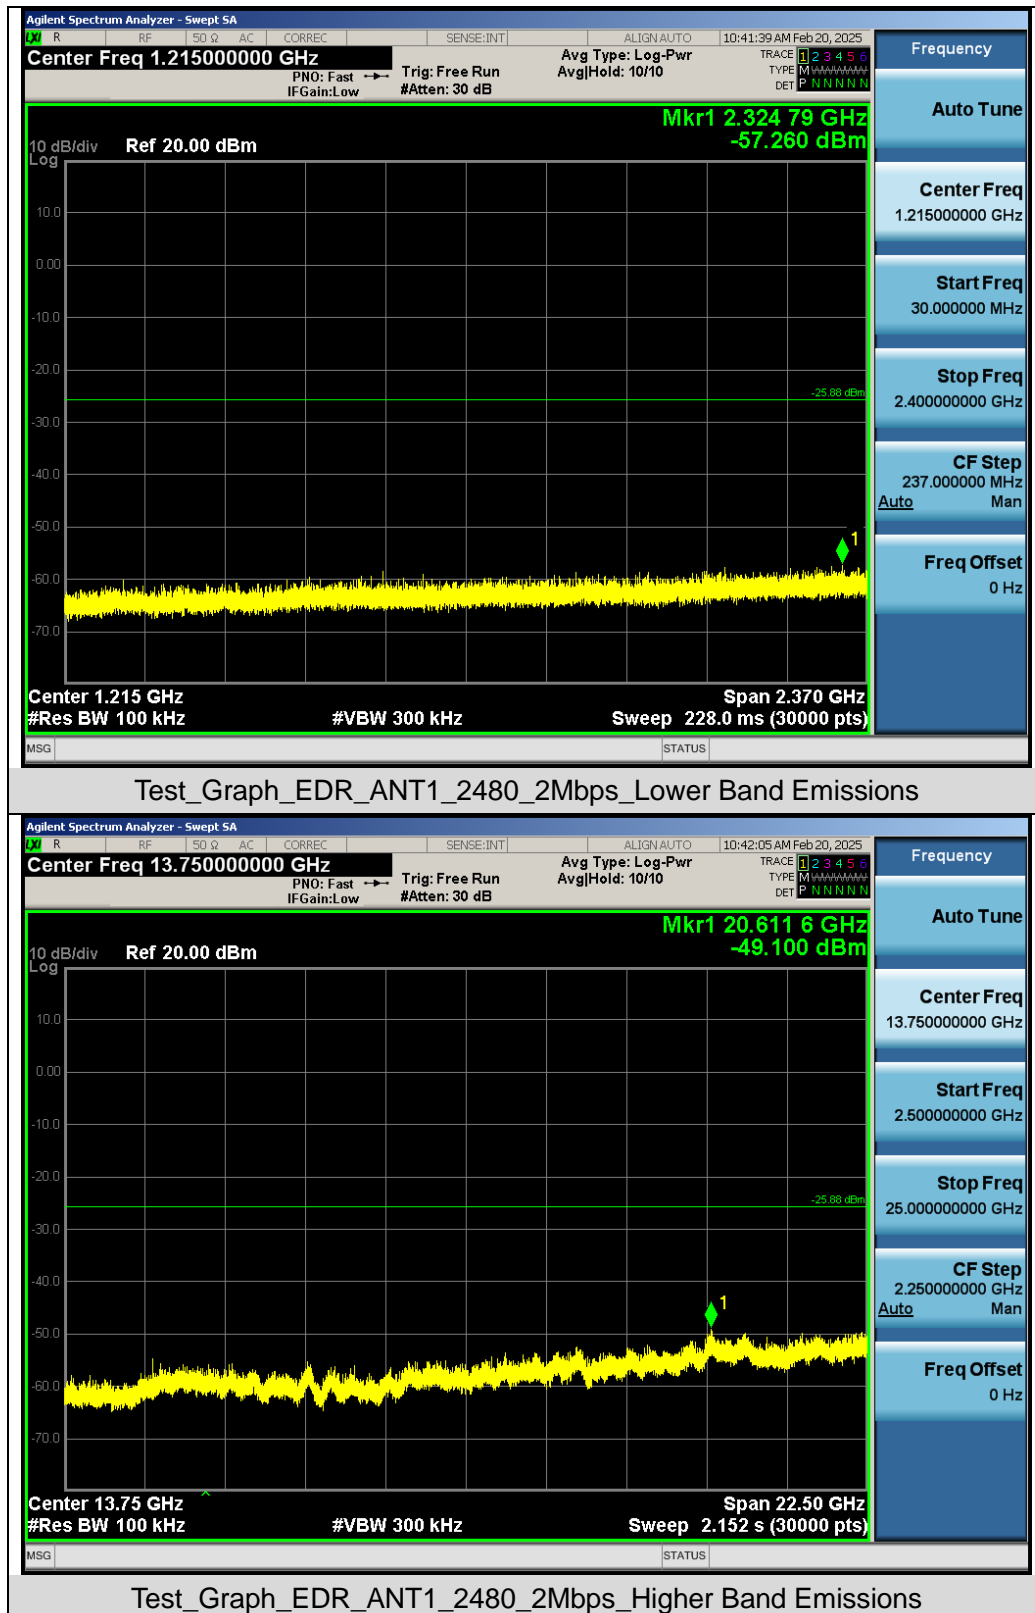 Agilent Spectrum Analyzer - Swept SA
LXI R RF 50 Ω AC CORREC SENSE:INT ALIGN AUTO 10:41:39 AM Feb 20, 2025
Center Freq 1.215000000 GHz
PNO: Fast
IFGain:Low
Trig: Free Run
#Atten: 30 dB
Avg Type: Log-Pwr
Avg|Hold: 10/10
TRACE 1 2 3 4 5 6
TYPE M
DET P N N N N N
Mkr1 2.324 79 GHz
-57.260 dBm
10 dB/div Ref 20.00 dBm
Log
10.0
0.00
-10.0
-20.0
-25.88 dBm
-30.0
-40.0
-50.0
1
-60.0
-70.0
Center 1.215 GHz Span 2.370 GHz
#Res BW 100 kHz #VBW 300 kHz Sweep 228.0 ms (30000 pts)
MSG STATUS
Frequency
Auto Tune
Center Freq
1.215000000 GHz
Start Freq
30.000000 MHz
Stop Freq
2.400000000 GHz
CF Step
237.000000 MHz
Auto Man
Freq Offset
0 Hz
Test_Graph_EDR_ANT1_2480_2Mbps_Lower Band Emissions
Agilent Spectrum Analyzer - Swept SA
LXI R RF 50 Ω AC CORREC SENSE:INT ALIGN AUTO 10:42:05 AM Feb 20, 2025
Center Freq 13.750000000 GHz
PNO: Fast
IFGain:Low
Trig: Free Run
#Atten: 30 dB
Avg Type: Log-Pwr
Avg|Hold: 10/10
TRACE 1 2 3 4 5 6
TYPE M
DET P N N N N N
Mkr1 20.611 6 GHz
-49.100 dBm
10 dB/div Ref 20.00 dBm
Log
10.0
0.00
-10.0
-20.0
-25.88 dBm
-30.0
-40.0
1
-50.0
-60.0
-70.0
Center 13.75 GHz Span 22.50 GHz
#Res BW 100 kHz #VBW 300 kHz Sweep 2.152 s (30000 pts)
MSG STATUS
Frequency
Auto Tune
Center Freq
13.750000000 GHz
Start Freq
2.500000000 GHz
Stop Freq
25.000000000 GHz
CF Step
2.250000000 GHz
Auto Man
Freq Offset
0 Hz
Test_Graph_EDR_ANT1_2480_2Mbps_Higher Band Emissions